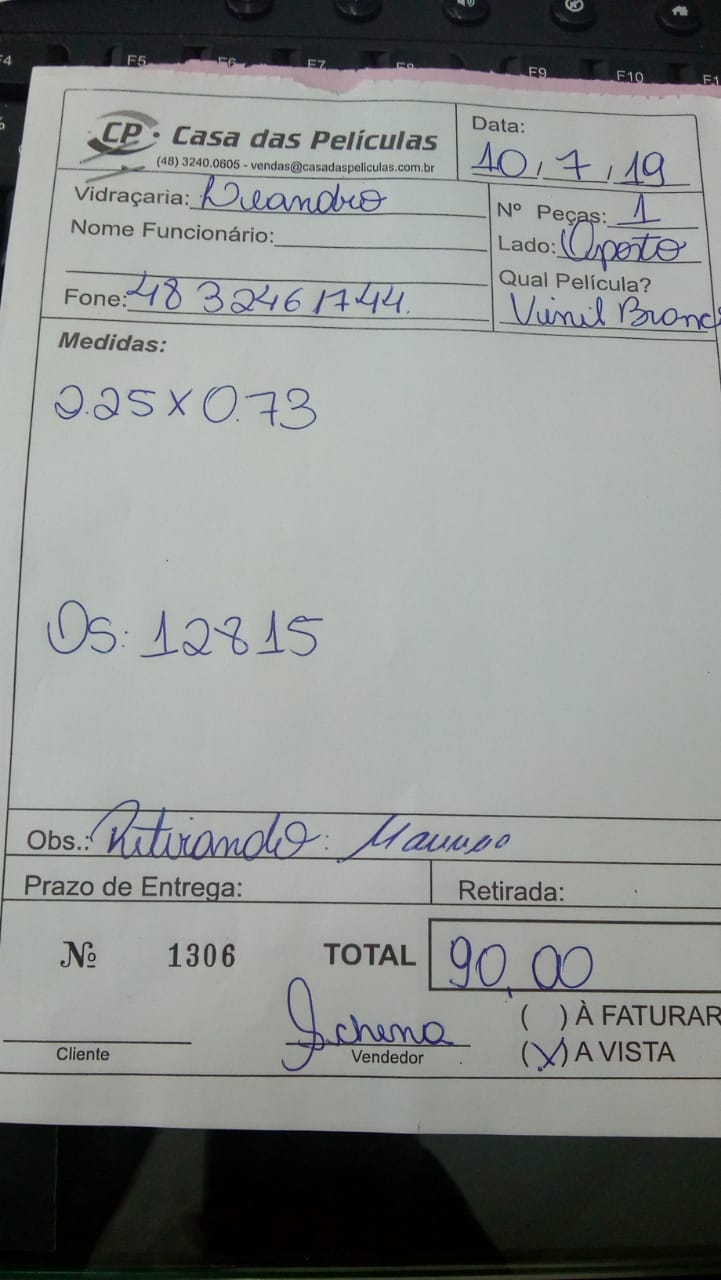 F4 F5 F6 F7 F8 F9 F10 F1
CP · Casa das Películas
(48) 3240.0605 - vendas@casadaspeliculas.com.br
Data:
10/7/19
Vidraçaria:
Nome Funcionário:
Fone: 48 32461744.
Nº Peças: 1
Lado: Oposto
Qual Película?
Vinil Branc
Medidas:
2.25 X 0.73
OS: 12815
Obs.: Retirando:
Prazo de Entrega:
Retirada:
Nº 1306 TOTAL 90,00
( ) À FATURAR
(X) A VISTA
Cliente
Vendedor